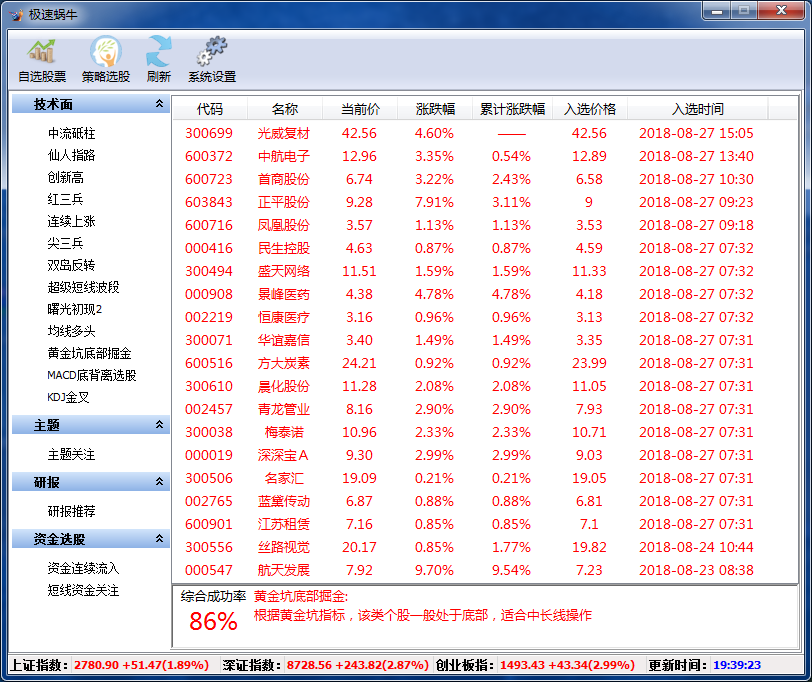 极速蜗牛
自选股票 策略选股 刷新 系统设置
技术面
中流砥柱
仙人指路
创新高
红三兵
连续上涨
尖三兵
双岛反转
超级短线波段
曙光初现2
均线多头
黄金坑底部掘金
MACD底背离选股
KDJ金叉
主题
主题关注
研报
研报推荐
资金选股
资金连续流入
短线资金关注
代码 名称 当前价 涨跌幅 累计涨跌幅 入选价格 入选时间
300699 光威复材 42.56 4.60% —— 42.56 2018-08-27 15:05
600372 中航电子 12.96 3.35% 0.54% 12.89 2018-08-27 13:40
600723 首商股份 6.74 3.22% 2.43% 6.58 2018-08-27 10:30
603843 正平股份 9.28 7.91% 3.11% 9 2018-08-27 09:23
600716 凤凰股份 3.57 1.13% 1.13% 3.53 2018-08-27 09:18
000416 民生控股 4.63 0.87% 0.87% 4.59 2018-08-27 07:32
300494 盛天网络 11.51 1.59% 1.59% 11.33 2018-08-27 07:32
000908 景峰医药 4.38 4.78% 4.78% 4.18 2018-08-27 07:32
002219 恒康医疗 3.16 0.96% 0.96% 3.13 2018-08-27 07:32
300071 华谊嘉信 3.40 1.49% 1.49% 3.35 2018-08-27 07:31
600516 方大炭素 24.21 0.92% 0.92% 23.99 2018-08-27 07:31
300610 晨化股份 11.28 2.08% 2.08% 11.05 2018-08-27 07:31
002457 青龙管业 8.16 2.90% 2.90% 7.93 2018-08-27 07:31
300038 梅泰诺 10.96 2.33% 2.33% 10.71 2018-08-27 07:31
000019 深深宝Ａ 9.30 2.99% 2.99% 9.03 2018-08-27 07:31
300506 名家汇 19.09 0.21% 0.21% 19.05 2018-08-27 07:31
002765 蓝黛传动 6.87 0.88% 0.88% 6.81 2018-08-27 07:31
600901 江苏租赁 7.16 0.85% 0.85% 7.1 2018-08-27 07:31
300556 丝路视觉 20.17 0.85% 1.77% 19.82 2018-08-24 10:44
000547 航天发展 7.92 9.70% 9.54% 7.23 2018-08-23 08:38
综合成功率
86%
黄金坑底部掘金:
根据黄金坑指标，该类个股一般处于底部，适合中长线操作
上证指数： 2780.90 +51.47(1.89%) 深证指数： 8728.56 +243.82(2.87%) 创业板指： 1493.43 +43.34(2.99%) 更新时间： 19:39:23